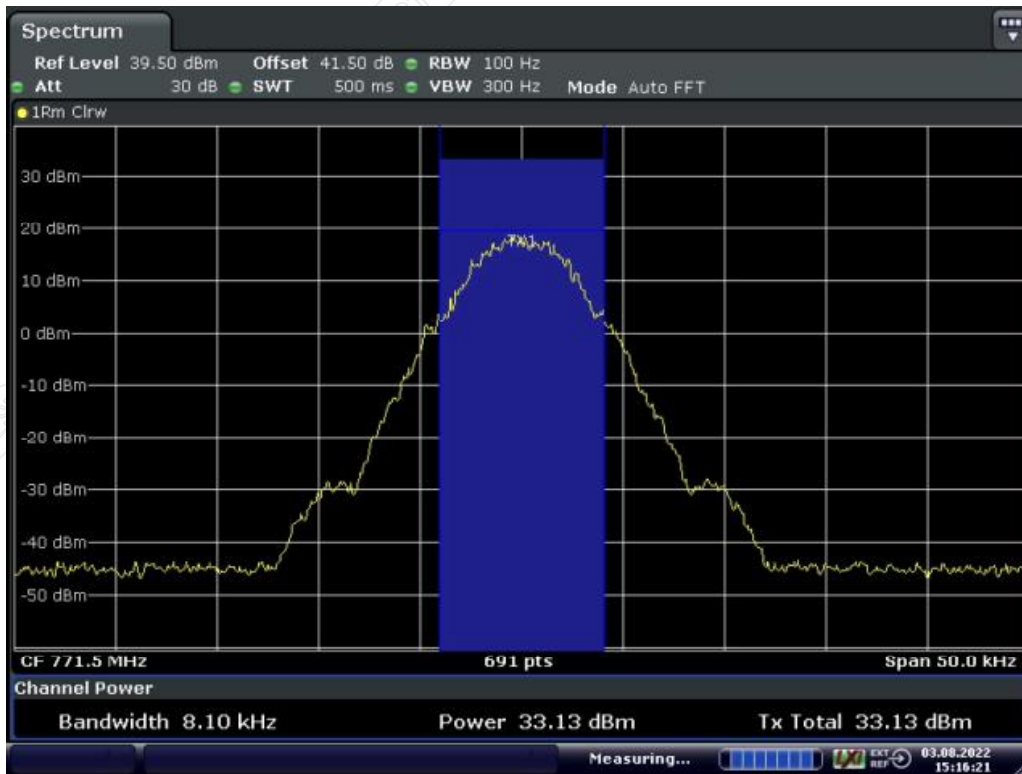 Spectrum
Ref Level 39.50 dBm Offset 41.50 dB RBW 100 Hz
Att 30 dB SWT 500 ms VBW 300 Hz Mode Auto FFT
1Rm Clrw
30 dBm
20 dBm
10 dBm
0 dBm
-10 dBm
-20 dBm
-30 dBm
-40 dBm
-50 dBm
CF 771.5 MHz 691 pts Span 50.0 kHz
Channel Power
Bandwidth 8.10 kHz Power 33.13 dBm Tx Total 33.13 dBm
Measuring... LXI EXT REF 03.08.2022
15:16:21